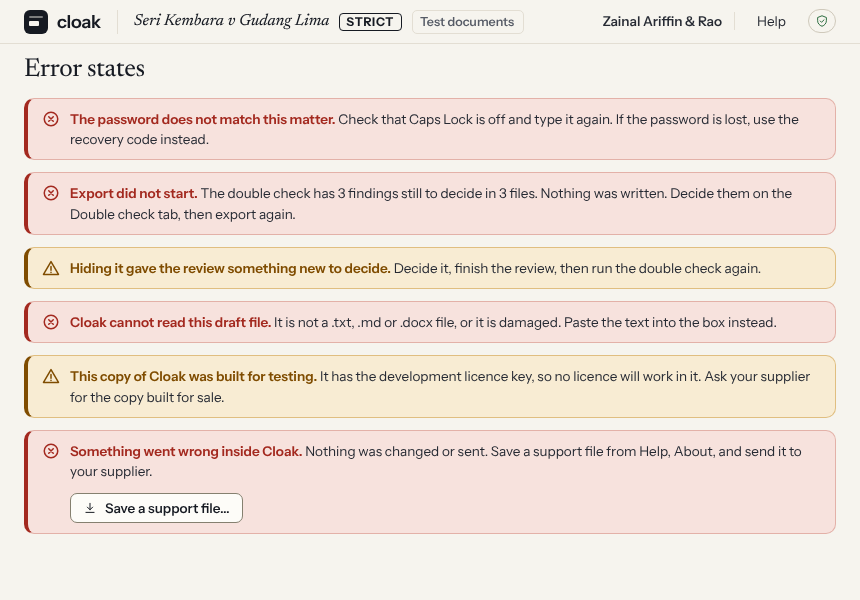 cloak
Seri Kembara v Gudang Lima
STRICT
Test documents
Zainal Ariffin & Rao
Help
Error states
The password does not match this matter. Check that Caps Lock is off and type it again. If the password is lost, use the
recovery code instead.
Export did not start. The double check has 3 findings still to decide in 3 files. Nothing was written. Decide them on the
Double check tab, then export again.
Hiding it gave the review something new to decide. Decide it, finish the review, then run the double check again.
Cloak cannot read this draft file. It is not a .txt, .md or .docx file, or it is damaged. Paste the text into the box instead.
This copy of Cloak was built for testing. It has the development licence key, so no licence will work in it. Ask your supplier
for the copy built for sale.
Something went wrong inside Cloak. Nothing was changed or sent. Save a support file from Help, About, and send it to
your supplier.
Save a support file…